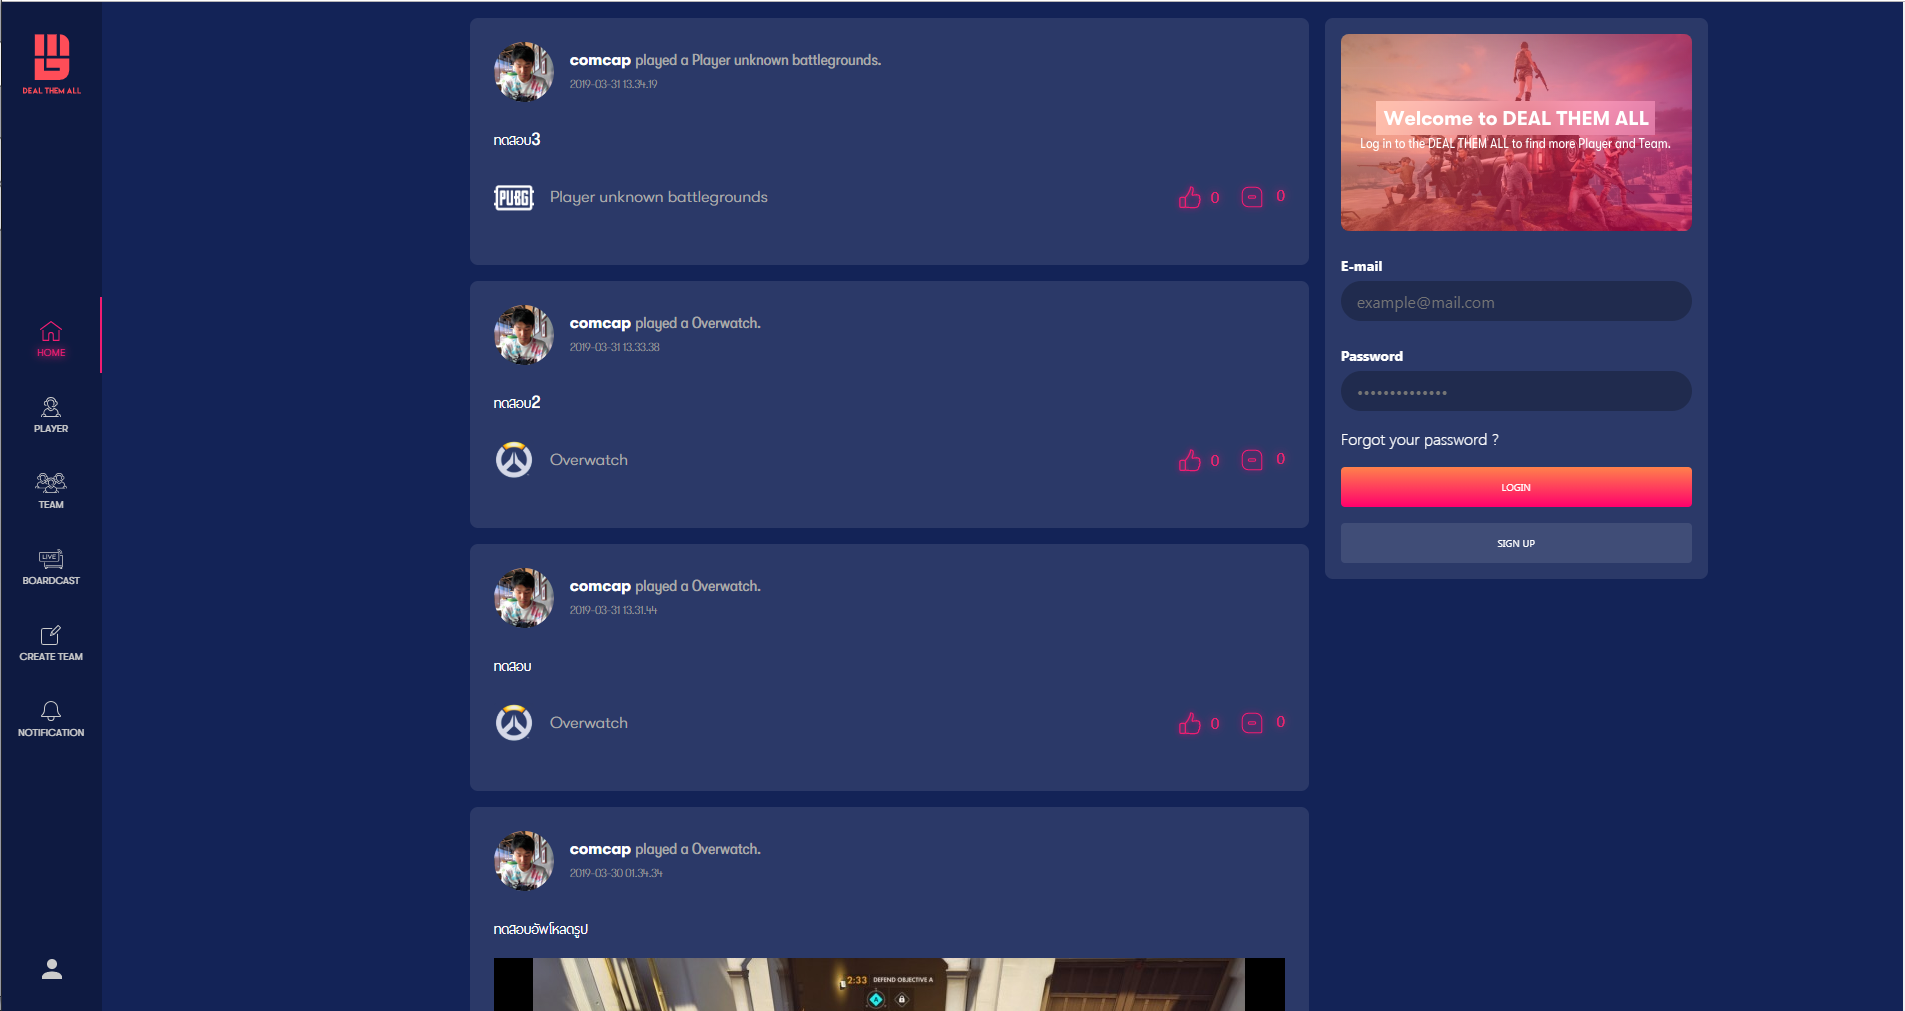 DEAL THEM ALL
HOME
PLAYER
TEAM
LIVE
BOARDCAST
CREATE TEAM
NOTIFICATION
comcap played a Player unknown battlegrounds.
2019-03-31 13.34.19
ทดสอบ3
PUBG
Player unknown battlegrounds
0
0
comcap played a Overwatch.
2019-03-31 13.33.38
ทดสอบ2
Overwatch
0
0
comcap played a Overwatch.
2019-03-31 13.31.44
ทดสอบ
Overwatch
0
0
comcap played a Overwatch.
2019-03-30 01.34.34
ทดสอบอัพโหลดรูป
2:33 DEFEND OBJECTIVE A
A
Welcome to DEAL THEM ALL
Log in to the DEAL THEM ALL to find more Player and Team.
E-mail
example@mail.com
Password
Forgot your password ?
LOGIN
SIGN UP